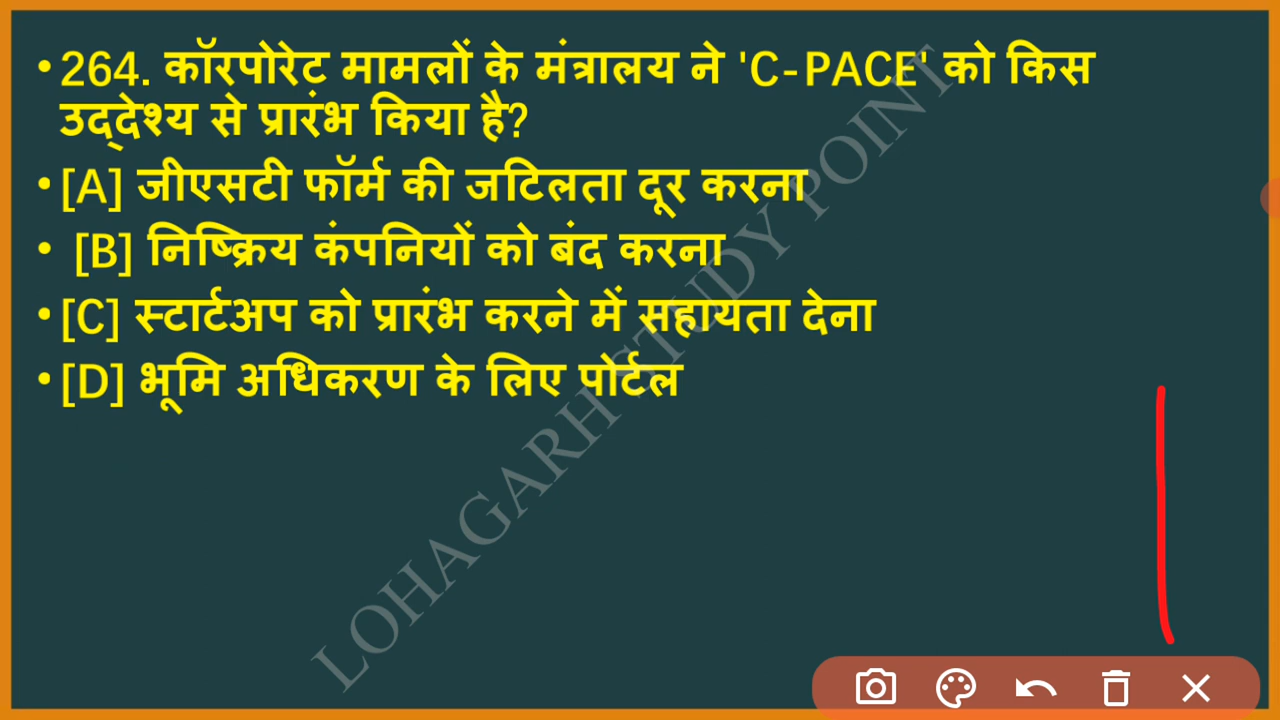 • 264. कॉरपोरेट मामलों के मंत्रालय ने 'C-PACE' को किस
उद्देश्य से प्रारंभ किया है?
• [A] जीएसटी फॉर्म की जटिलता दूर करना
• [B] निष्क्रिय कंपनियों को बंद करना
• [C] स्टार्टअप को प्रारंभ करने में सहायता देना
• [D] भूमि अधिकरण के लिए पोर्टल
LOHAGARH STUDY POINT